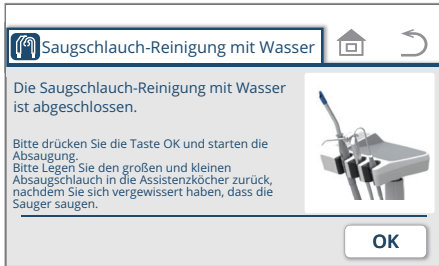 Saugschlauch-Reinigung mit Wasser
Die Saugschlauch-Reinigung mit Wasser
ist abgeschlossen.
Bitte drücken Sie die Taste OK und starten die
Absaugung.
Bitte Legen Sie den großen und kleinen
Absaugschlauch in die Assistenzköcher zurück,
nachdem Sie sich vergewissert haben, dass die
Sauger saugen.
OK